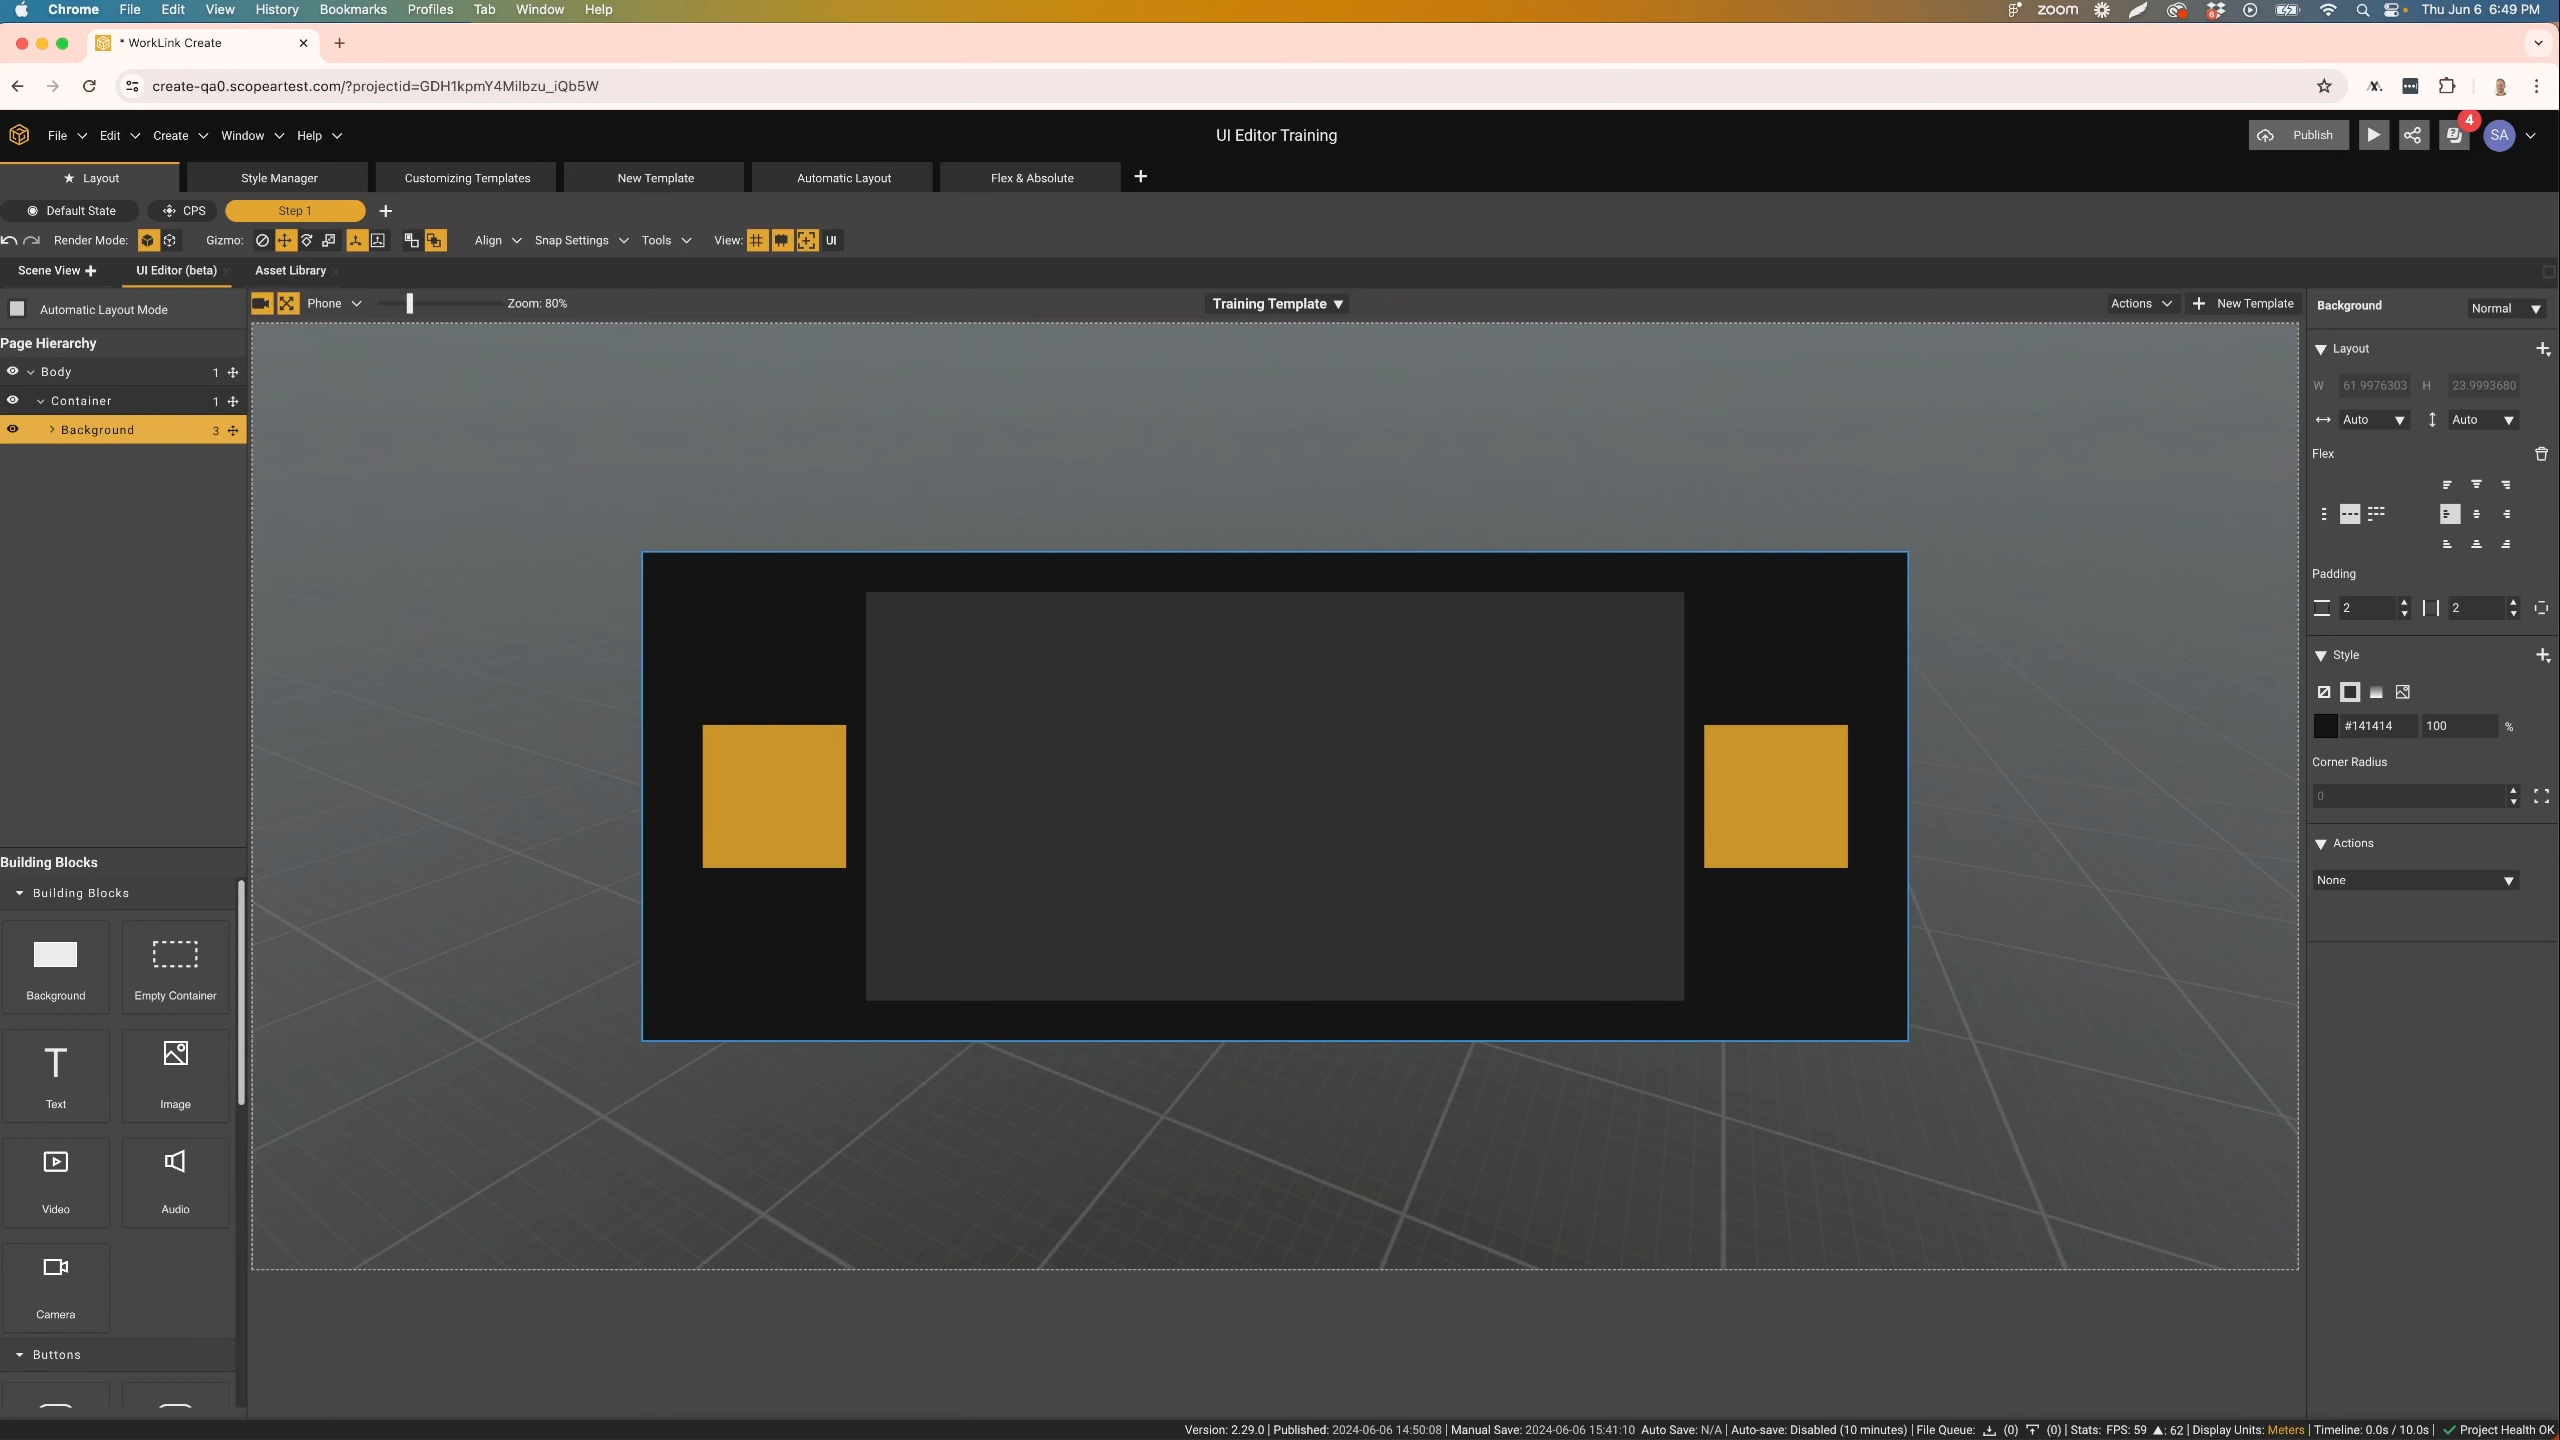 Chrome File Edit View History Bookmarks Profiles Tab Window Help zoom 6 Thu Jun 6 6:49 PM
* WorkLink Create
create-qa0.scopeartest.com/?projectid=GDH1kpmY4Milbzu_iQb5W
File Edit Create Window Help UI Editor Training Publish 4 SA
Layout Style Manager Customizing Templates New Template Automatic Layout Flex & Absolute
Default State CPS Step 1
Render Mode: Gizmo: Align Snap Settings Tools View: UI
Scene View UI Editor (beta) Asset Library
Automatic Layout Mode Phone Zoom: 80% Training Template Actions New Template Background Normal
Page Hierarchy
Layout
Body 1
W 61.9976303 H 23.9993680
Container 1
Auto Auto
Background 3
Flex
Padding
2 2
Style
#141414 100 %
Corner Radius
0
Actions
None
Building Blocks
Building Blocks
Background Empty Container
T
Text Image
Video Audio
Camera
Buttons
Version: 2.29.0 | Published: 2024-06-06 14:50:08 | Manual Save: 2024-06-06 15:41:10 Auto Save: N/A | Auto-save: Disabled (10 minutes) | File Queue: (0) (0) | Stats: FPS: 59 ▲: 62 | Display Units: Meters | Timeline: 0.0s / 10.0s | Project Health OK